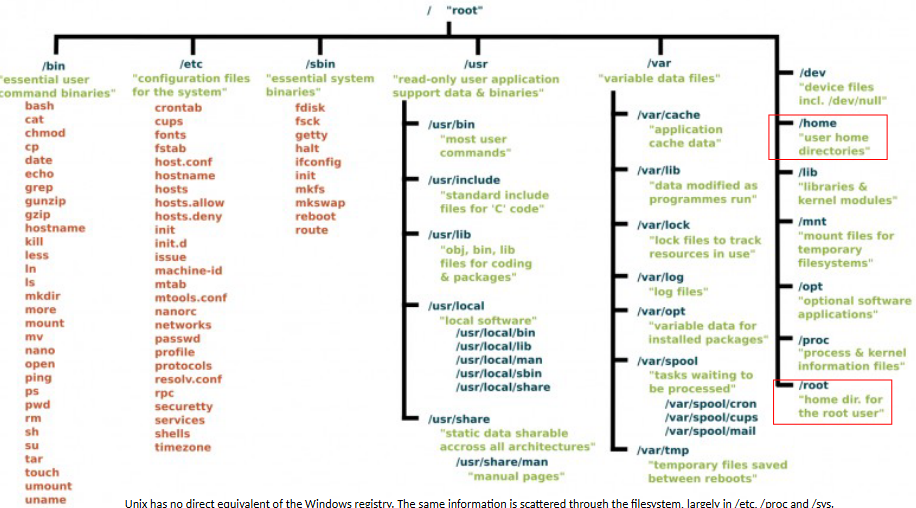 / "root"
/bin
"essential user
command binaries"
bash
cat
chmod
cp
date
echo
grep
gunzip
gzip
hostname
kill
less
ln
ls
mkdir
more
mount
mv
nano
open
ping
ps
pwd
rm
sh
su
tar
touch
umount
uname
/etc
"configuration files
for the system"
crontab
cups
fonts
fstab
host.conf
hostname
hosts
hosts.allow
hosts.deny
init
init.d
issue
machine-id
mtab
mtools.conf
nanorc
networks
passwd
profile
protocols
resolv.conf
rpc
securetty
services
shells
timezone
/sbin
"essential system
binaries"
fdisk
fsck
getty
halt
ifconfig
init
mkfs
mkswap
reboot
route
/usr
"read-only user application
support data & binaries"
/usr/bin
"most user
commands"
/usr/include
"standard include
files for 'C' code"
/usr/lib
"obj, bin, lib
files for coding
& packages"
/usr/local
"local software"
/usr/local/bin
/usr/local/lib
/usr/local/man
/usr/local/sbin
/usr/local/share
/usr/share
"static data sharable
accross all architectures"
/usr/share/man
"manual pages"
/var
"variable data files"
/var/cache
"application
cache data"
/var/lib
"data modified as
programmes run"
/var/lock
"lock files to track
resources in use"
/var/log
"log files"
/var/opt
"variable data for
installed packages"
/var/spool
"tasks waiting to
be processed"
/var/spool/cron
/var/spool/cups
/var/spool/mail
/var/tmp
"temporary files saved
between reboots"
/dev
"device files
incl. /dev/null"
/home
"user home
directories"
/lib
"libraries &
kernel modules"
/mnt
"mount files for
temporary
filesystems"
/opt
"optional software
applications"
/proc
"process & kernel
information files"
/root
"home dir. for
the root user"
Unix has no direct equivalent of the Windows registry. The same information is scattered through the filesystem, largely in /etc, /proc and /sys.